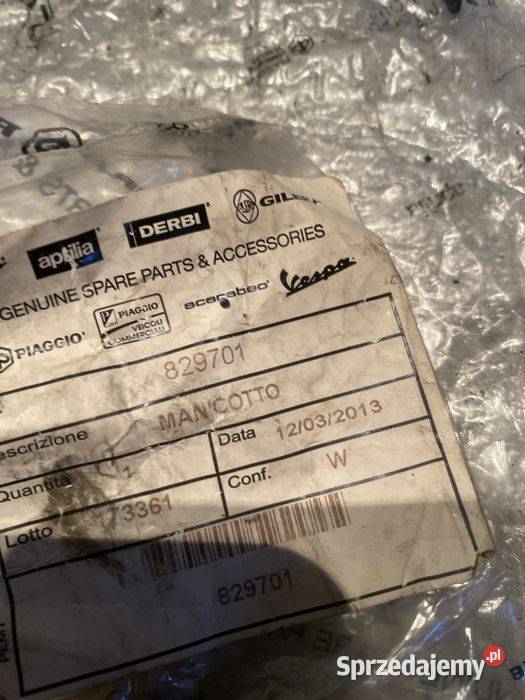 aprilia DERBI GILERA
GENUINE SPARE PARTS & ACCESSORIES
PIAGGIO PIAGGIO VEICOLI COMMERCIALI scarabeo Vespa
829701
escrizione MANICOTTO
Quantità 1 Data 12/03/2013
Lotto 73361 Conf. W
829701
Sprzedajemy.pl